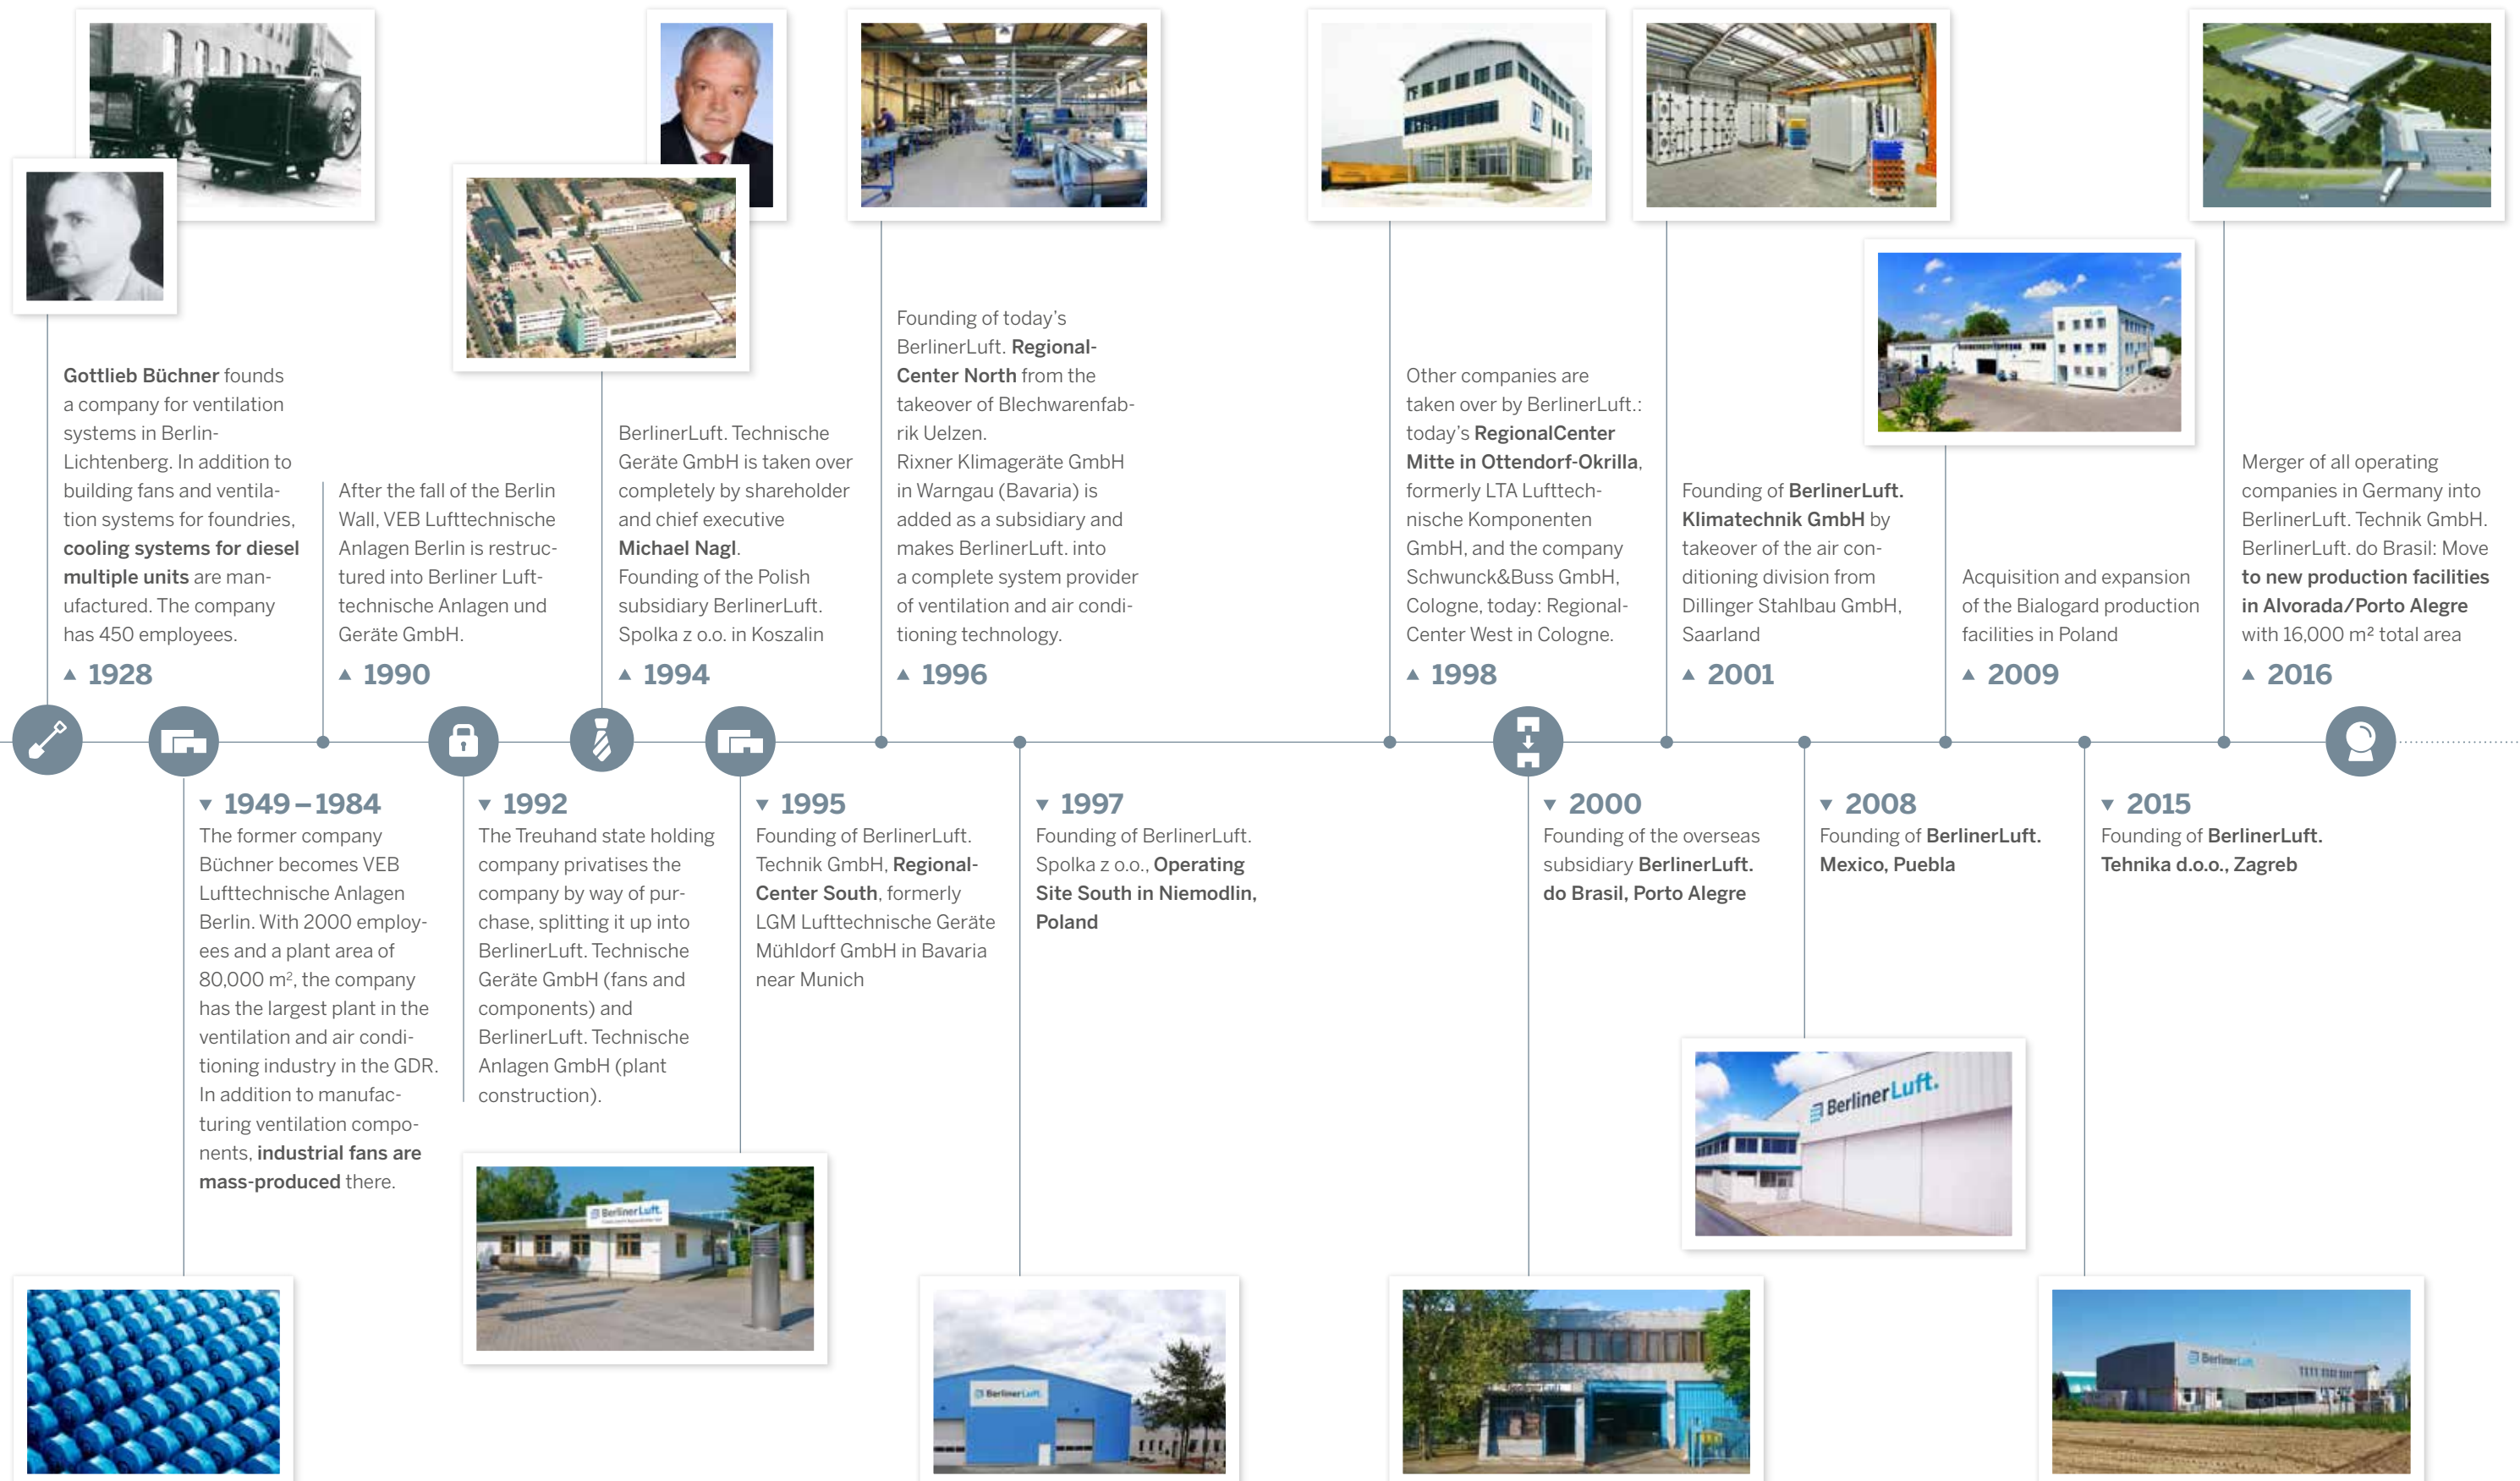 Gottlieb Büchner founds
a company for ventilation
systems in Berlin-
Lichtenberg. In addition to
building fans and ventila-
tion systems for foundries,
cooling systems for diesel
multiple units are man-
ufactured. The company
has 450 employees.
▲ 1928
▼ 1949 – 1984
The former company
Büchner becomes VEB
Lufttechnische Anlagen
Berlin. With 2000 employ-
ees and a plant area of
80,000 m², the company
has the largest plant in the
ventilation and air condi-
tioning industry in the GDR.
In addition to manufac-
turing ventilation compo-
nents, industrial fans are
mass-produced there.
After the fall of the Berlin
Wall, VEB Lufttechnische
Anlagen Berlin is restruc-
tured into Berliner Luft-
technische Anlagen und
Geräte GmbH.
▲ 1990
▼ 1992
The Treuhand state holding
company privatises the
company by way of pur-
chase, splitting it up into
BerlinerLuft. Technische
Geräte GmbH (fans and
components) and
BerlinerLuft. Technische
Anlagen GmbH (plant
construction).
BerlinerLuft. Technische
Geräte GmbH is taken over
completely by shareholder
and chief executive
Michael Nagl.
Founding of the Polish
subsidiary BerlinerLuft.
Spolka z o.o. in Koszalin
▲ 1994
▼ 1995
Founding of BerlinerLuft.
Technik GmbH, Regional-
Center South, formerly
LGM Lufttechnische Geräte
Mühldorf GmbH in Bavaria
near Munich
BerlinerLuft.
Founding of today's
BerlinerLuft. Regional-
Center North from the
takeover of Blechwarenfab-
rik Uelzen.
Rixner Klimageräte GmbH
in Warngau (Bavaria) is
added as a subsidiary and
makes BerlinerLuft. into
a complete system provider
of ventilation and air condi-
tioning technology.
▲ 1996
▼ 1997
Founding of BerlinerLuft.
Spolka z o.o., Operating
Site South in Niemodlin,
Poland
BerlinerLuft.
Other companies are
taken over by BerlinerLuft.:
today's RegionalCenter
Mitte in Ottendorf-Okrilla,
formerly LTA Lufttech-
nische Komponenten
GmbH, and the company
Schwunck&Buss GmbH,
Cologne, today: Regional-
Center West in Cologne.
▲ 1998
▼ 2000
Founding of the overseas
subsidiary BerlinerLuft.
do Brasil, Porto Alegre
BerlinerLuft.
Founding of BerlinerLuft.
Klimatechnik GmbH by
takeover of the air con-
ditioning division from
Dillinger Stahlbau GmbH,
Saarland
▲ 2001
▼ 2008
Founding of BerlinerLuft.
Mexico, Puebla
BerlinerLuft.
Luft.
Acquisition and expansion
of the Bialogard production
facilities in Poland
▲ 2009
▼ 2015
Founding of BerlinerLuft.
Tehnika d.o.o., Zagreb
BerlinerLuft.
Merger of all operating
companies in Germany into
BerlinerLuft. Technik GmbH.
BerlinerLuft. do Brasil: Move
to new production facilities
in Alvorada/Porto Alegre
with 16,000 m² total area
▲ 2016